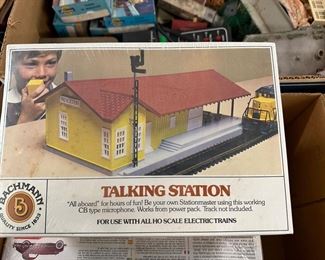 BACHMANN
B
QUALITY SINCE 1833
TALKING STATION
"All aboard" for hours of fun! Be your own Stationmaster using this working
CB type microphone. Works from power pack. Track not included.
FOR USE WITH ALL HO SCALE ELECTRIC TRAINS